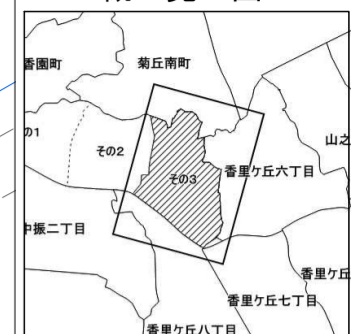 香園町
菊丘南町
の1
その2
山之
その3
香里ケ丘六丁目
中振二丁目
香里ケ丘
香里ケ丘七丁目
香里ケ丘八丁目